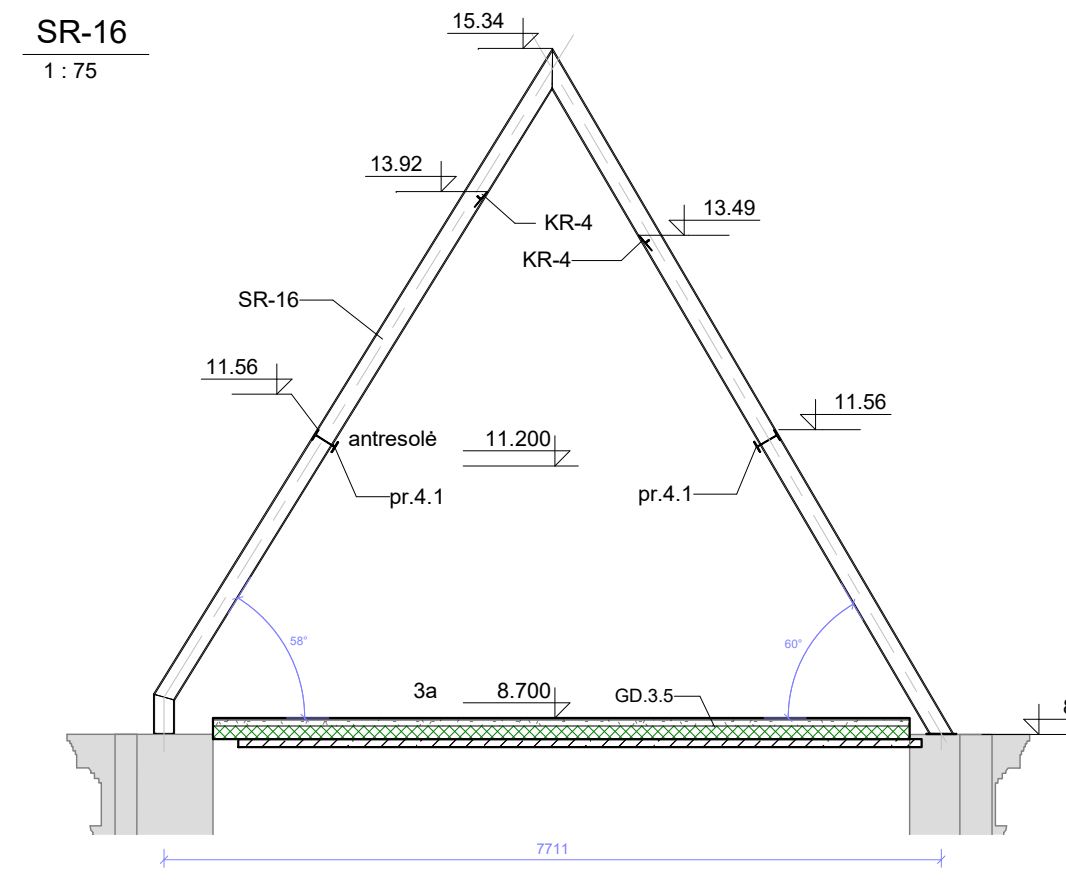 SR-16
1 : 75
15.34
13.92
KR-4
13.49
KR-4
SR-16
11.56
11.56
antresolė
11.200
pr.4.1
pr.4.1
58°
60°
3a
8.700
GD.3.5
7711